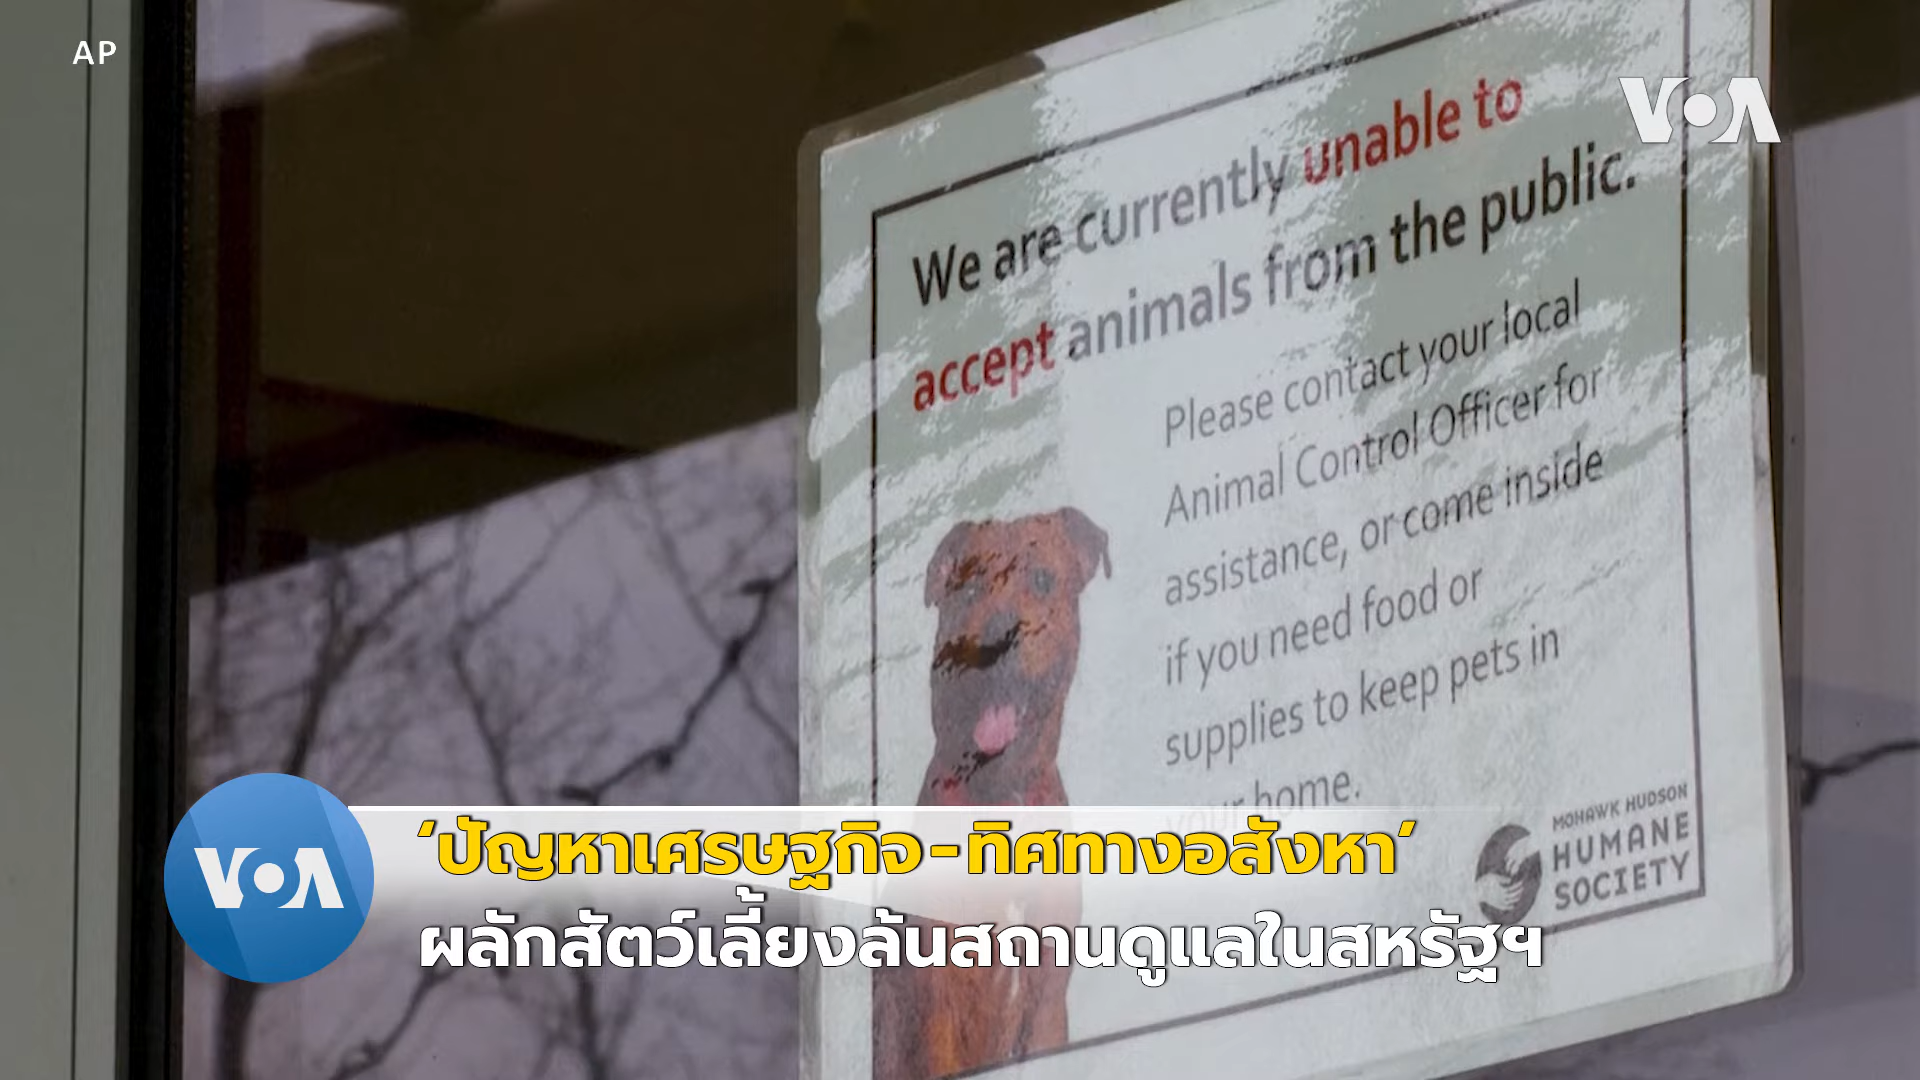 AP
VOA
We are currently unable to
accept animals from the public.
Please contact your local
Animal Control Officer for
assistance, or come inside
if you need food or
supplies to keep pets in
your home.
MOHAWK HUDSON
HUMANE
SOCIETY
VOA
‘ปัญหาเศรษฐกิจ-ทิศทางอสังหา’
ผลักสัตว์เลี้ยงล้นสถานดูแลในสหรัฐฯ